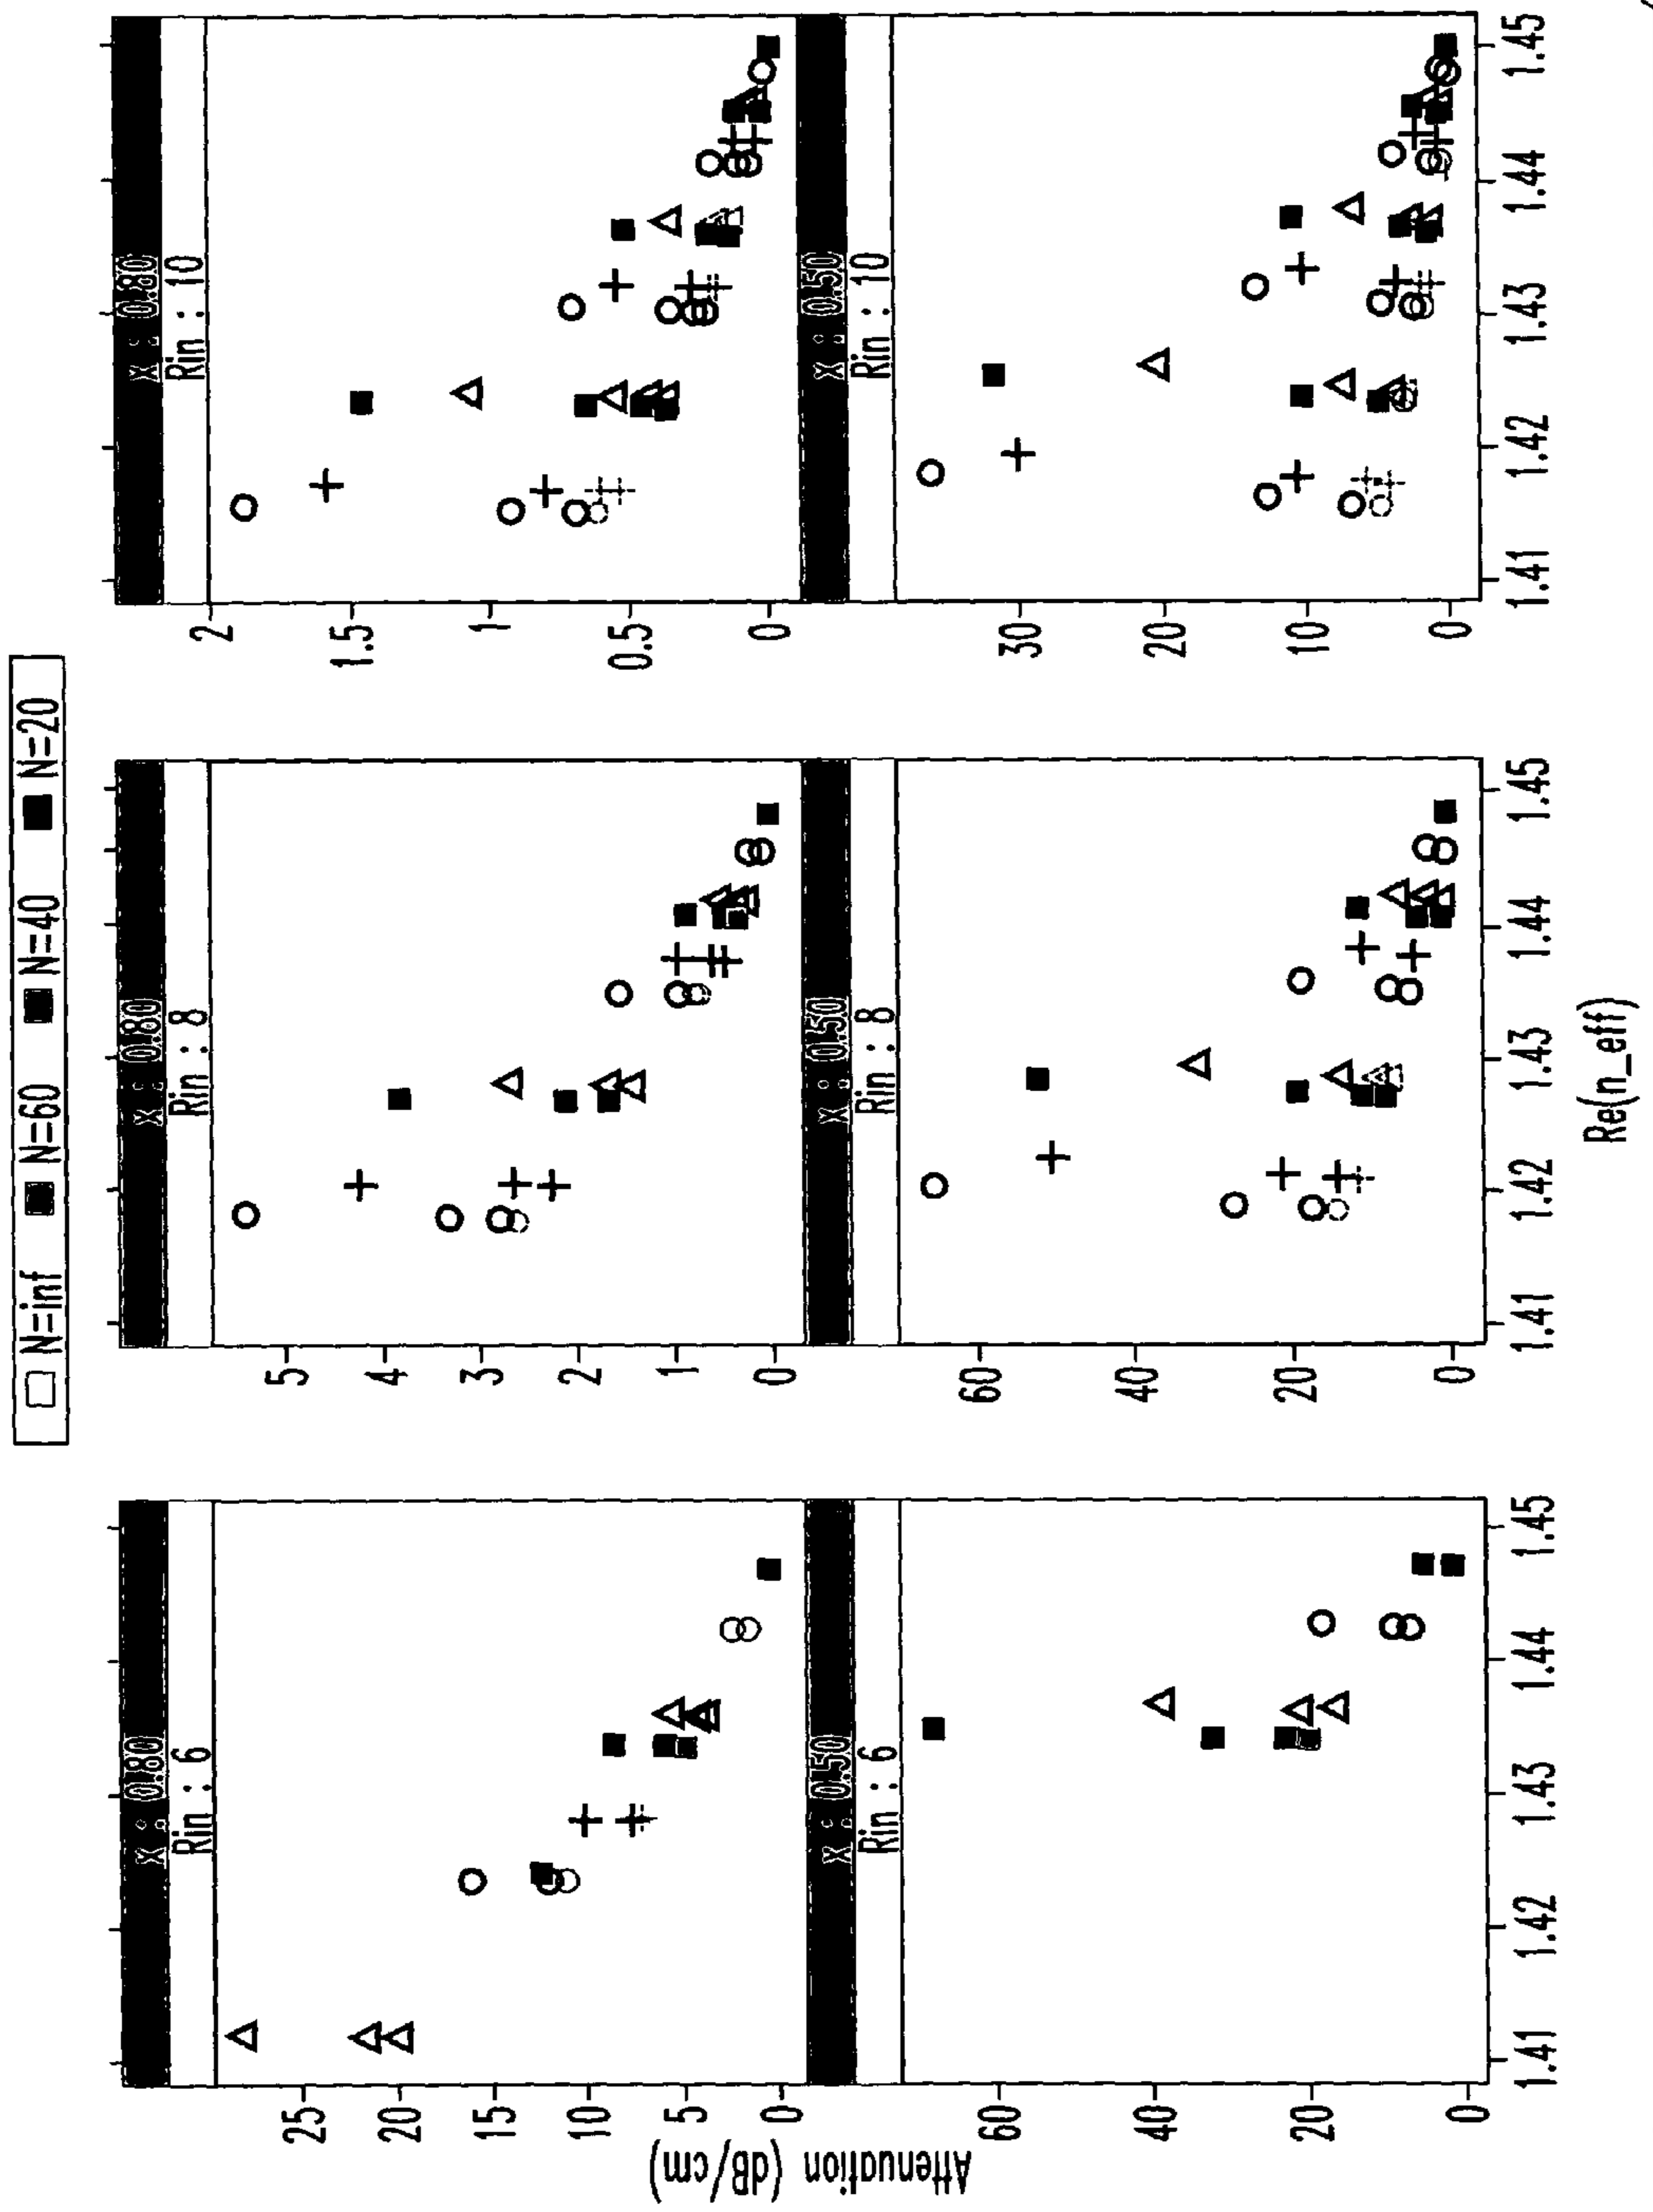 N=inf N=60 N=40 N=20
x : 0.80
Rin : 6
x : 0.80
Rin : 8
x : 0.80
Rin : 10
25
20
15
10
5
0
5
4
3
2
1
0
2
1.5
1
0.5
0
x : 0.50
Rin : 6
x : 0.50
Rin : 8
x : 0.50
Rin : 10
60
40
20
0
60
40
20
0
30
20
10
0
1.41 1.42 1.43 1.44 1.45
1.41 1.42 1.43 1.44 1.45
1.41 1.42 1.43 1.44 1.45
Attenuation (dB/cm)
Re(n_eff)